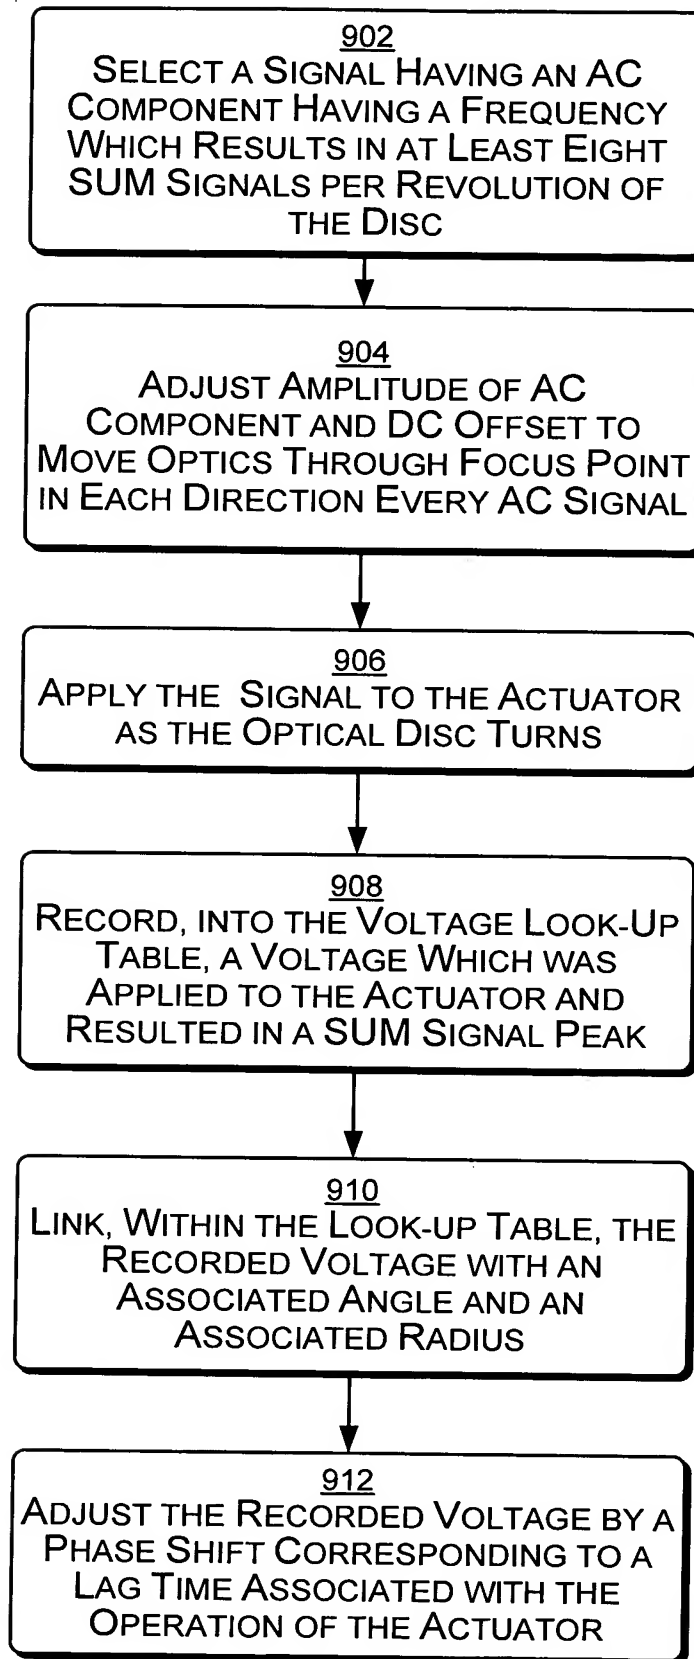 902
SELECT A SIGNAL HAVING AN AC
COMPONENT HAVING A FREQUENCY
WHICH RESULTS IN AT LEAST EIGHT
SUM SIGNALS PER REVOLUTION OF
THE DISC
904
ADJUST AMPLITUDE OF AC
COMPONENT AND DC OFFSET TO
MOVE OPTICS THROUGH FOCUS POINT
IN EACH DIRECTION EVERY AC SIGNAL
906
APPLY THE SIGNAL TO THE ACTUATOR
AS THE OPTICAL DISC TURNS
908
RECORD, INTO THE VOLTAGE LOOK-UP
TABLE, A VOLTAGE WHICH WAS
APPLIED TO THE ACTUATOR AND
RESULTED IN A SUM SIGNAL PEAK
910
LINK, WITHIN THE LOOK-UP TABLE, THE
RECORDED VOLTAGE WITH AN
ASSOCIATED ANGLE AND AN
ASSOCIATED RADIUS
912
ADJUST THE RECORDED VOLTAGE BY A
PHASE SHIFT CORRESPONDING TO A
LAG TIME ASSOCIATED WITH THE
OPERATION OF THE ACTUATOR